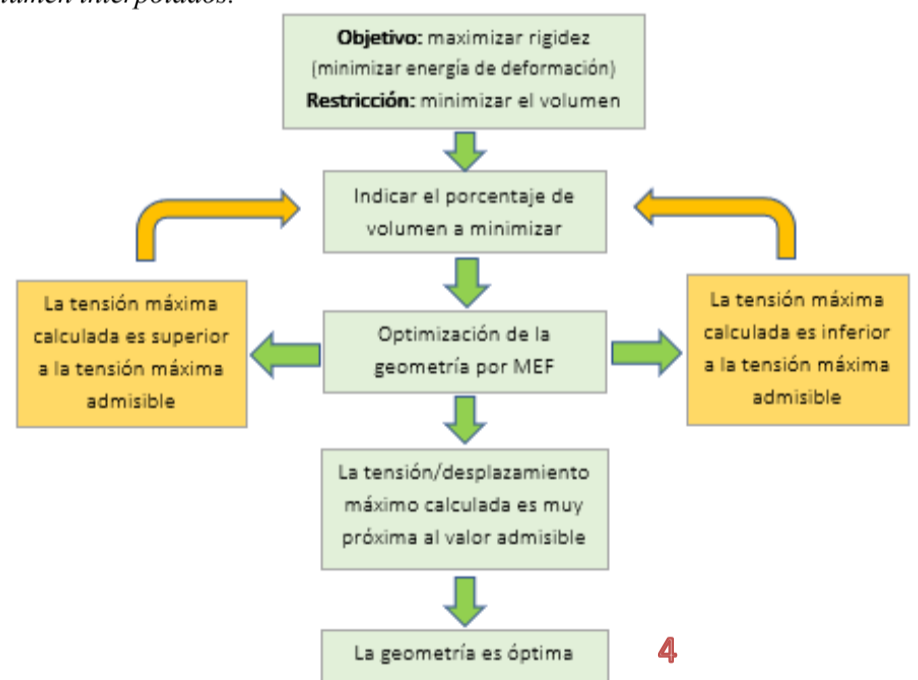 lumen interpolados.
Objetivo: maximizar rigidez
(minimizar energía de deformación)
Restricción: minimizar el volumen
Indicar el porcentaje de
volumen a minimizar
La tensión máxima
calculada es superior
a la tensión máxima
admisible
Optimización de la
geometría por MEF
La tensión máxima
calculada es inferior
a la tensión máxima
admisible
La tensión/desplazamiento
máximo calculada es muy
próxima al valor admisible
La geometría es óptima
4